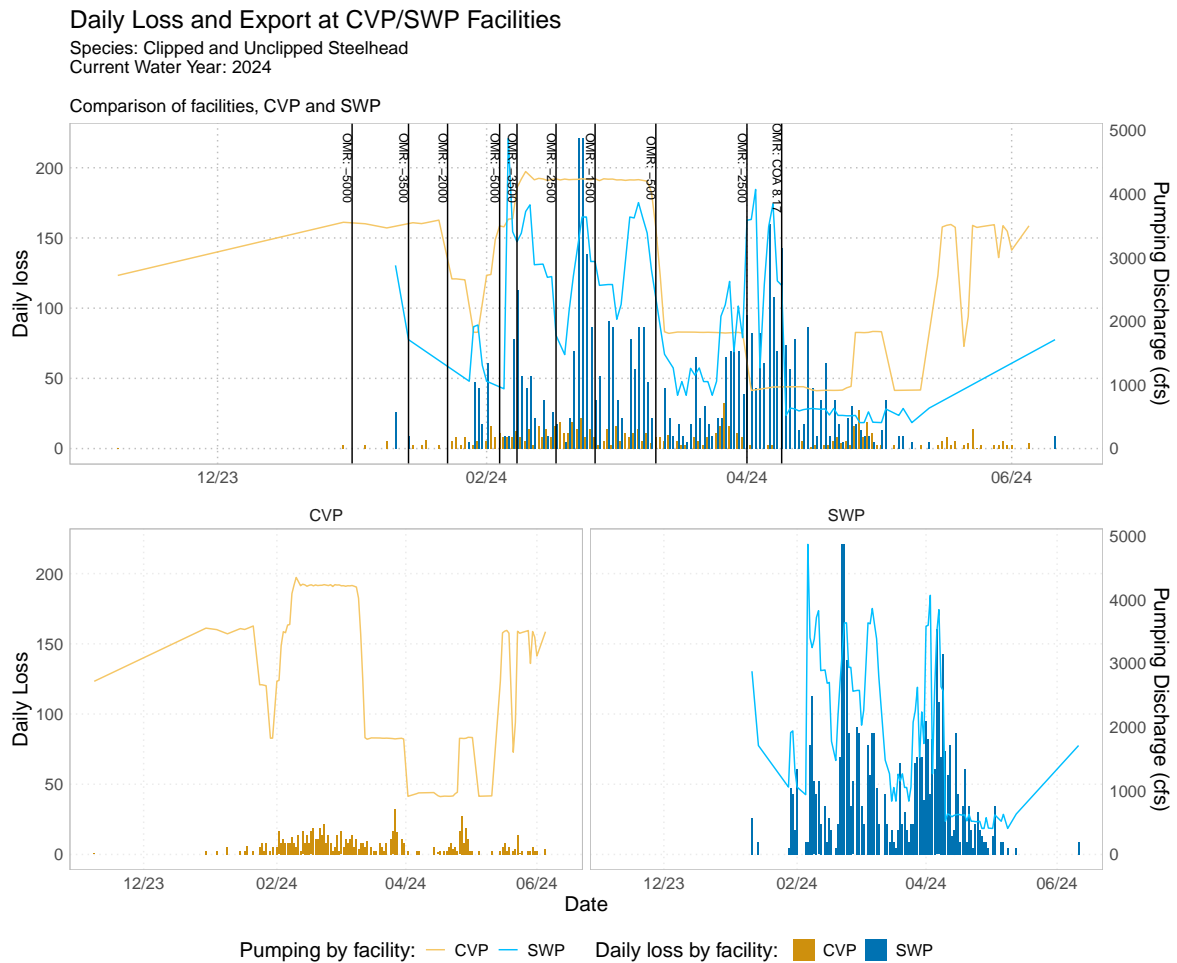 Daily Loss and Export at CVP/SWP Facilities
Species: Clipped and Unclipped Steelhead
Current Water Year: 2024
Comparison of facilities, CVP and SWP
Daily loss
200
150
100
50
0
OMR: −5000
OMR: −3500
OMR: −2000
OMR: −5000
OMR: −3500
OMR: −2500
OMR: −1500
OMR: −500
OMR: −2500
OMR: COA 8.17
5000
4000
3000
2000
1000
0
Pumping Discharge (cfs)
12/23
02/24
04/24
06/24
CVP
SWP
Daily Loss
200
150
100
50
0
5000
4000
3000
2000
1000
0
Pumping Discharge (cfs)
12/23
02/24
04/24
06/24
12/23
02/24
04/24
06/24
Date
Pumping by facility: CVP SWP Daily loss by facility: CVP SWP